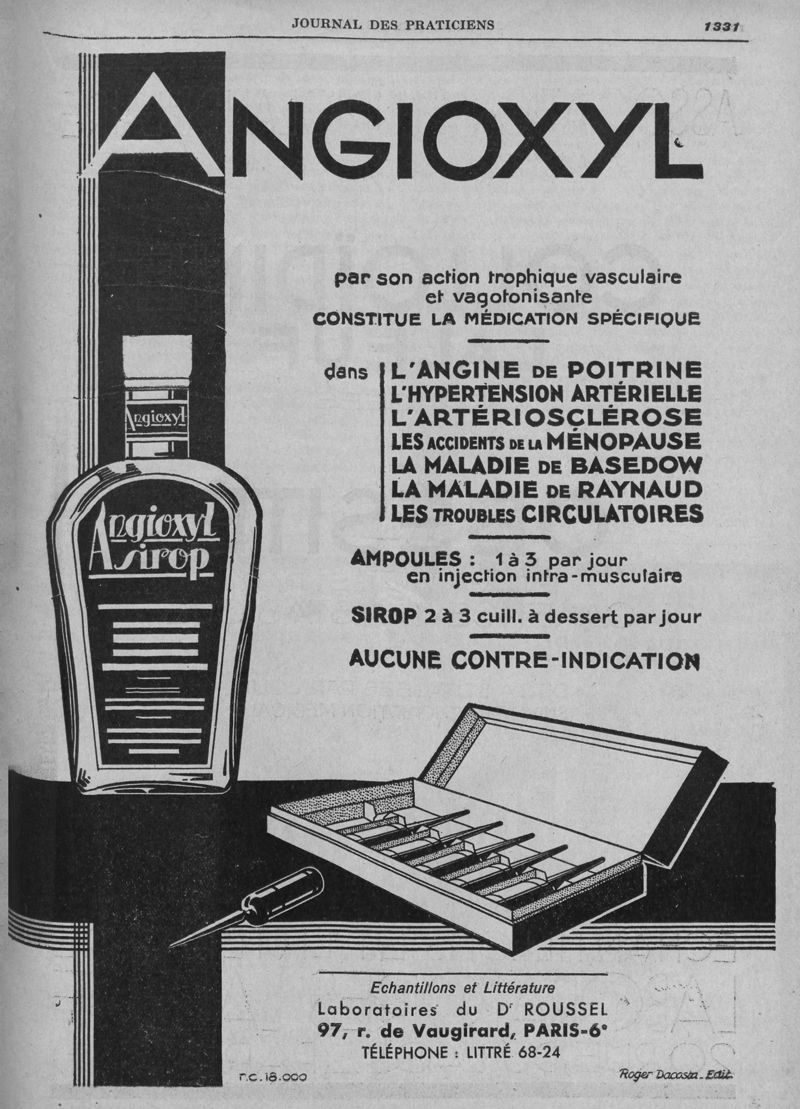 JOURNAL DES PRATICIENS 1331
ANGIOXYL
par son action trophique vasculaire
et vagotonisante
CONSTITUE LA MÉDICATION SPÉCIFIQUE
dans L'ANGINE DE POITRINE
L'HYPERTENSION ARTÉRIELLE
L'ARTÉRIOSCLÉROSE
LES ACCIDENTS DE LA MÉNOPAUSE
LA MALADIE DE BASEDOW
LA MALADIE DE RAYNAUD
LES TROUBLES CIRCULATOIRES
AMPOULES : 1 à 3 par jour
en injection intra-musculaire
SIROP 2 à 3 cuill. à dessert par jour
AUCUNE CONTRE-INDICATION
Angioxyl
Angioxyl
sirop
Echantillons et Littérature
Laboratoires du Dr ROUSSEL
97, r. de Vaugirard, PARIS-6e
TÉLÉPHONE : LITTRÉ 68-24
r.c. 18.000
Roger Dacosta - Edit.